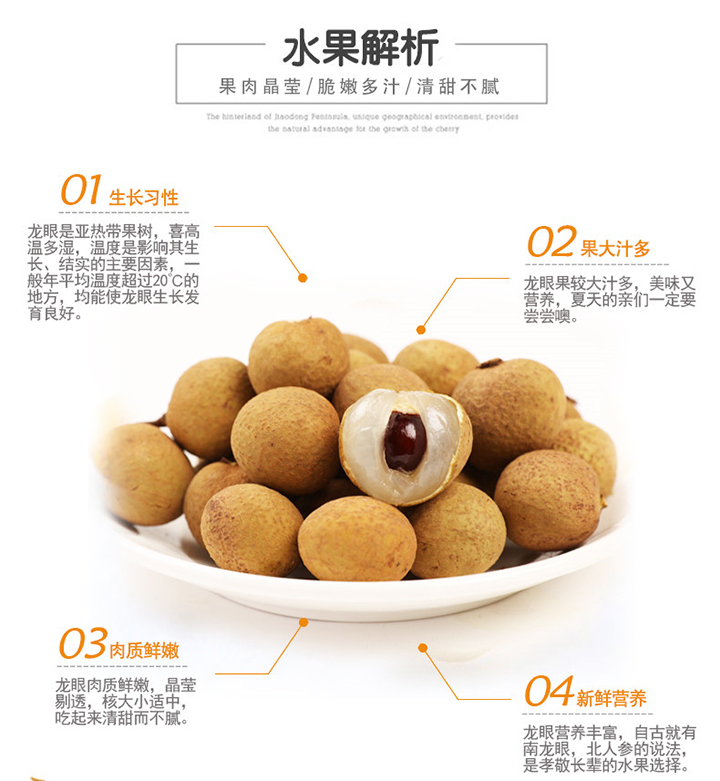 水果解析
果肉晶莹/脆嫩多汁/清甜不腻
The hinterland of Jiaodong Peninsula, unique geographical environment, provides
the natural advantage for the growth of the cherry
01 生长习性
龙眼是亚热带果树，喜高
温多湿，温度是影响其生
长、结实的主要因素，一
般年平均温度超过20℃的
地方，均能使龙眼生长发
育良好。
02 果大汁多
龙眼果较大汁多，美味又
营养，夏天的亲们一定要
尝尝噢。
03 肉质鲜嫩
龙眼肉质鲜嫩，晶莹
剔透，核大小适中，
吃起来清甜而不腻。
04 新鲜营养
龙眼营养丰富，自古就有
南龙眼，北人参的说法，
是孝敬长辈的水果选择。